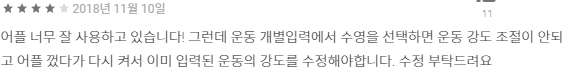 ★★★★★ 2018년 11월 10일
11
어플 너무 잘 사용하고 있습니다! 그런데 운동 개별입력에서 수영을 선택하면 운동 강도 조절이 안되
고 어플 껐다가 다시 켜서 이미 입력된 운동의 강도를 수정해야합니다. 수정 부탁드려요